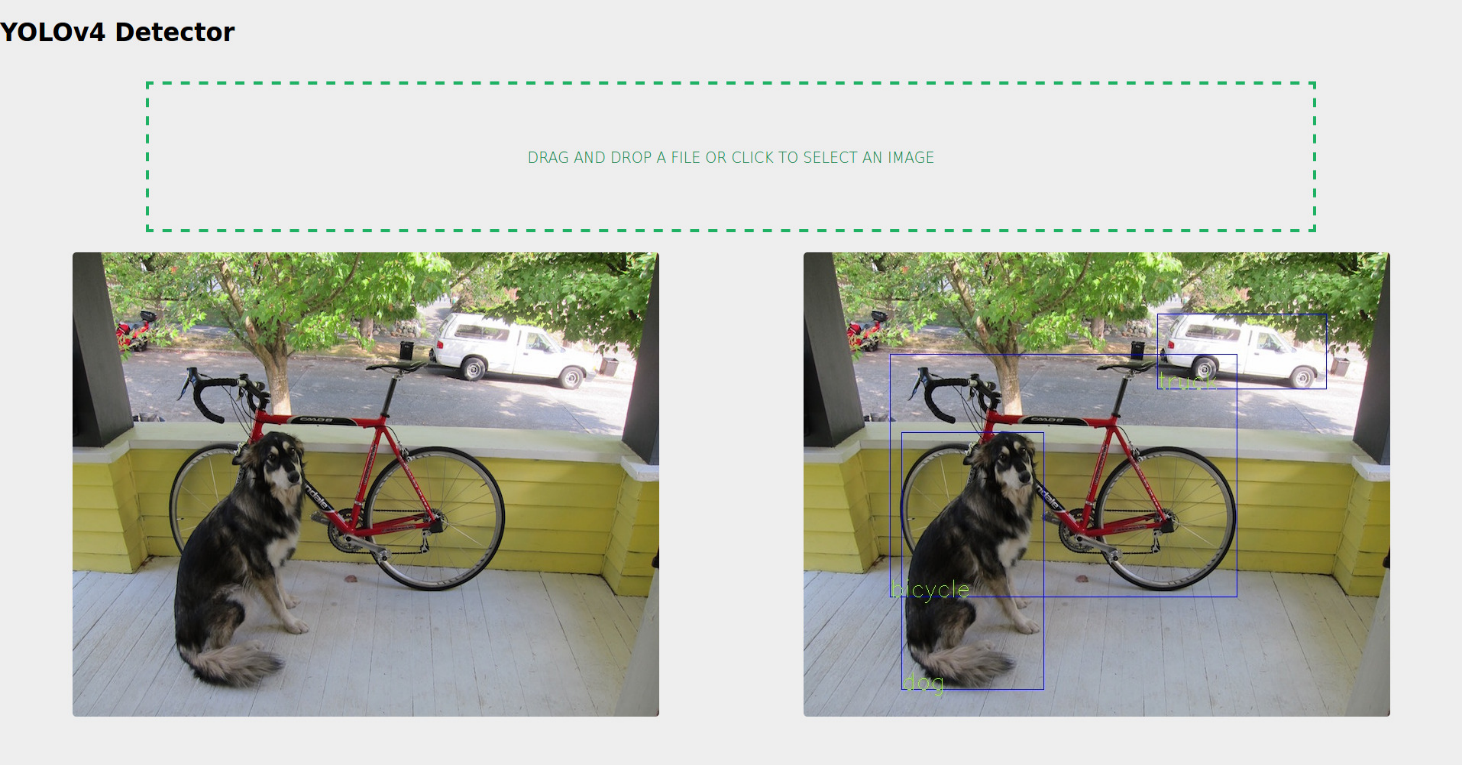 YOLOv4 Detector
DRAG AND DROP A FILE OR CLICK TO SELECT AN IMAGE
truck
bicycle
dog